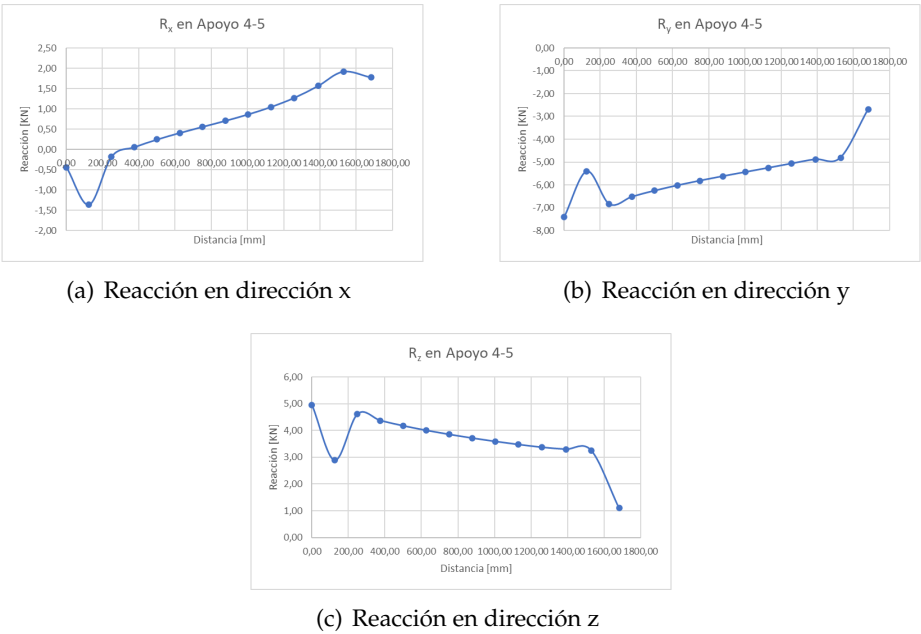 Rx en Apoyo 4-5
2,50
2,00
1,50
1,00
0,50
0,00
-0,50
-1,00
-1,50
-2,00
Reacción [KN]
0,00 200,00 400,00 600,00 800,00 1000,00 1200,00 1400,00 1600,00 1800,00
Distancia [mm]
(a) Reacción en dirección x
Ry en Apoyo 4-5
0,00
-1,00
-2,00
-3,00
-4,00
-5,00
-6,00
-7,00
-8,00
Reacción [KN]
0,00 200,00 400,00 600,00 800,00 1000,00 1200,00 1400,00 1600,00 1800,00
Distancia [mm]
(b) Reacción en dirección y
Rz en Apoyo 4-5
6,00
5,00
4,00
3,00
2,00
1,00
0,00
Reacción [KN]
0,00 200,00 400,00 600,00 800,00 1000,00 1200,00 1400,00 1600,00 1800,00
Distancia [mm]
(c) Reacción en dirección z